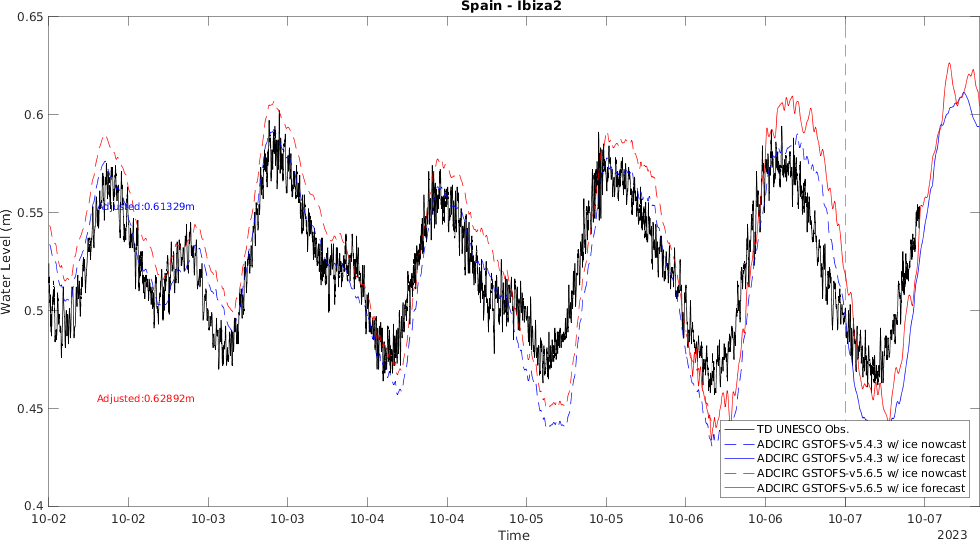 Spain - Ibiza2
0.65
0.6
0.55
0.5
0.45
0.4
Water Level (m)
Adjusted:0.61329m
Adjusted:0.62892m
TD UNESCO Obs.
ADCIRC GSTOFS-v5.4.3 w/ ice nowcast
ADCIRC GSTOFS-v5.4.3 w/ ice forecast
ADCIRC GSTOFS-v5.6.5 w/ ice nowcast
ADCIRC GSTOFS-v5.6.5 w/ ice forecast
10-02 10-02 10-03 10-03 10-04 10-04 10-05 10-05 10-06 10-06 10-07 10-07
Time
2023